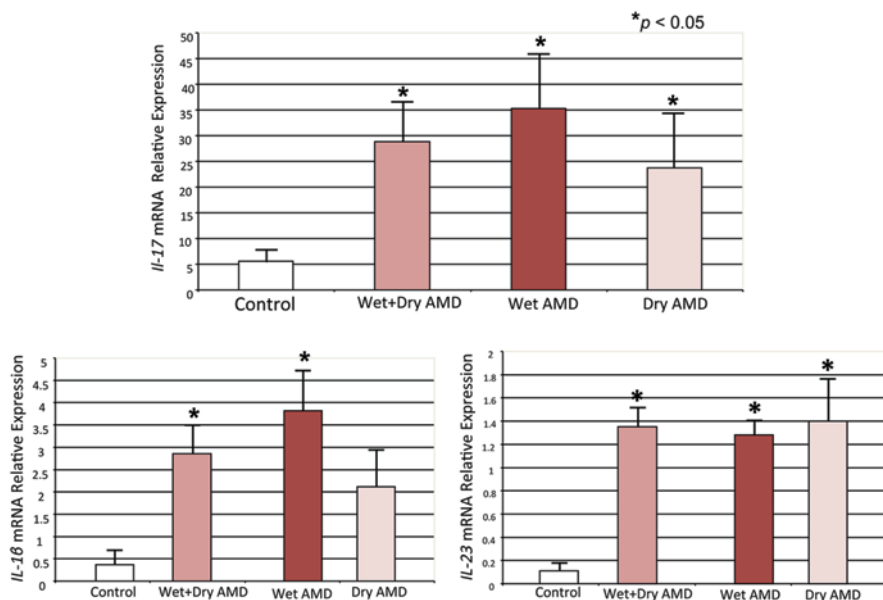 *p < 0.05
Il-17 mRNA Relative Expression
50
45
40
35
30
25
20
15
10
5
0
Control
Wet+Dry AMD
Wet AMD
Dry AMD
*
*
*
IL-1β mRNA Relative Expression
5
4.5
4
3.5
3
2.5
2
1.5
1
0.5
0
Control
Wet+Dry AMD
Wet AMD
Dry AMD
*
*
IL-23 mRNA Relative Expression
2
1.8
1.6
1.4
1.2
1
0.8
0.6
0.4
0.2
0
Control
Wet+Dry AMD
Wet AMD
Dry AMD
*
*
*